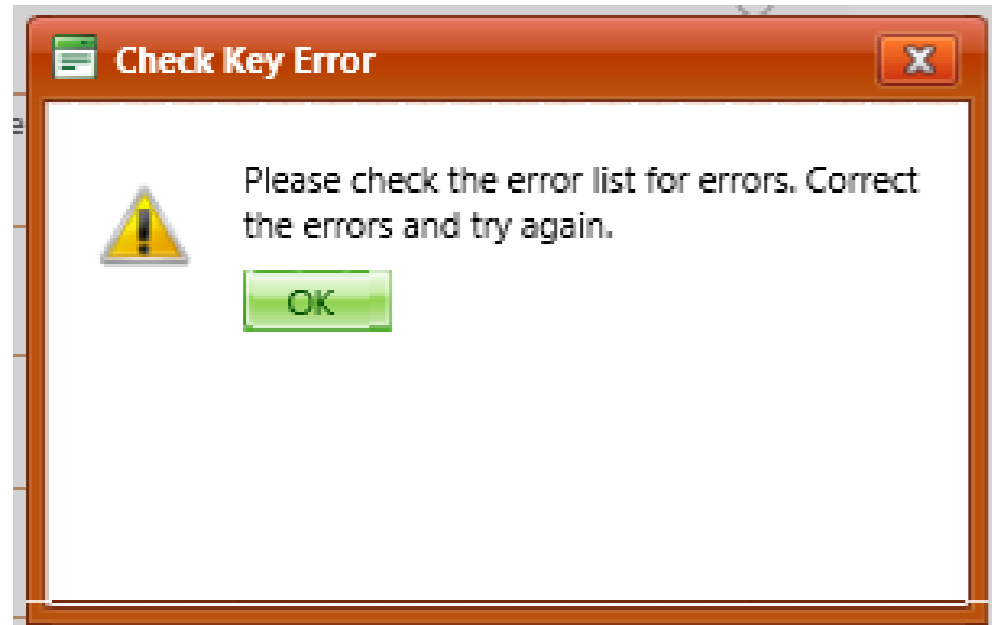 Check Key Error
Please check the error list for errors. Correct
the errors and try again.
OK